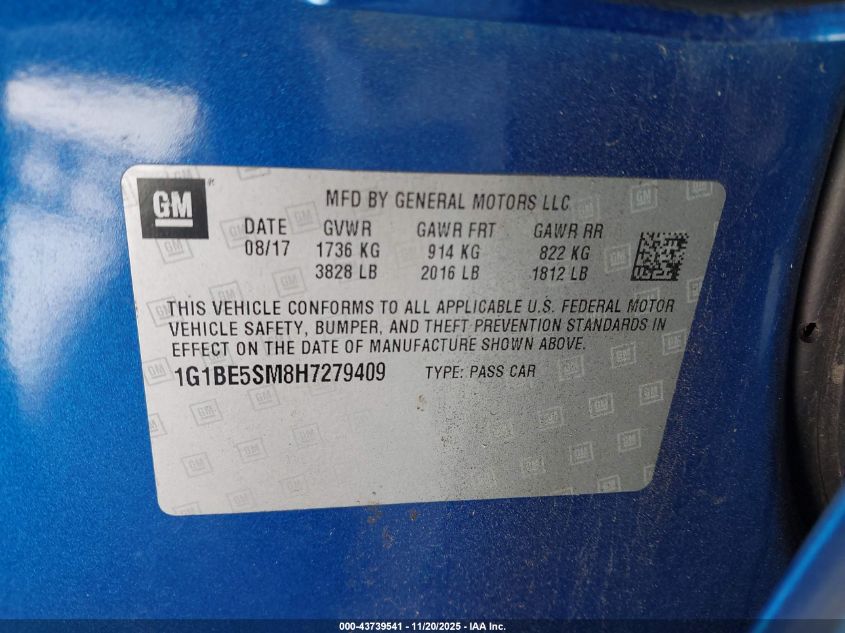 GM
MFD BY GENERAL MOTORS LLC
DATE GVWR GAWR FRT GAWR RR
08/17 1736 KG 914 KG 822 KG
3828 LB 2016 LB 1812 LB
THIS VEHICLE CONFORMS TO ALL APPLICABLE U.S. FEDERAL MOTOR
VEHICLE SAFETY, BUMPER, AND THEFT PREVENTION STANDARDS IN
EFFECT ON THE DATE OF MANUFACTURE SHOWN ABOVE.
1G1BE5SM8H7279409 TYPE: PASS CAR
000-43739541 - 11/20/2025 - IAA Inc.